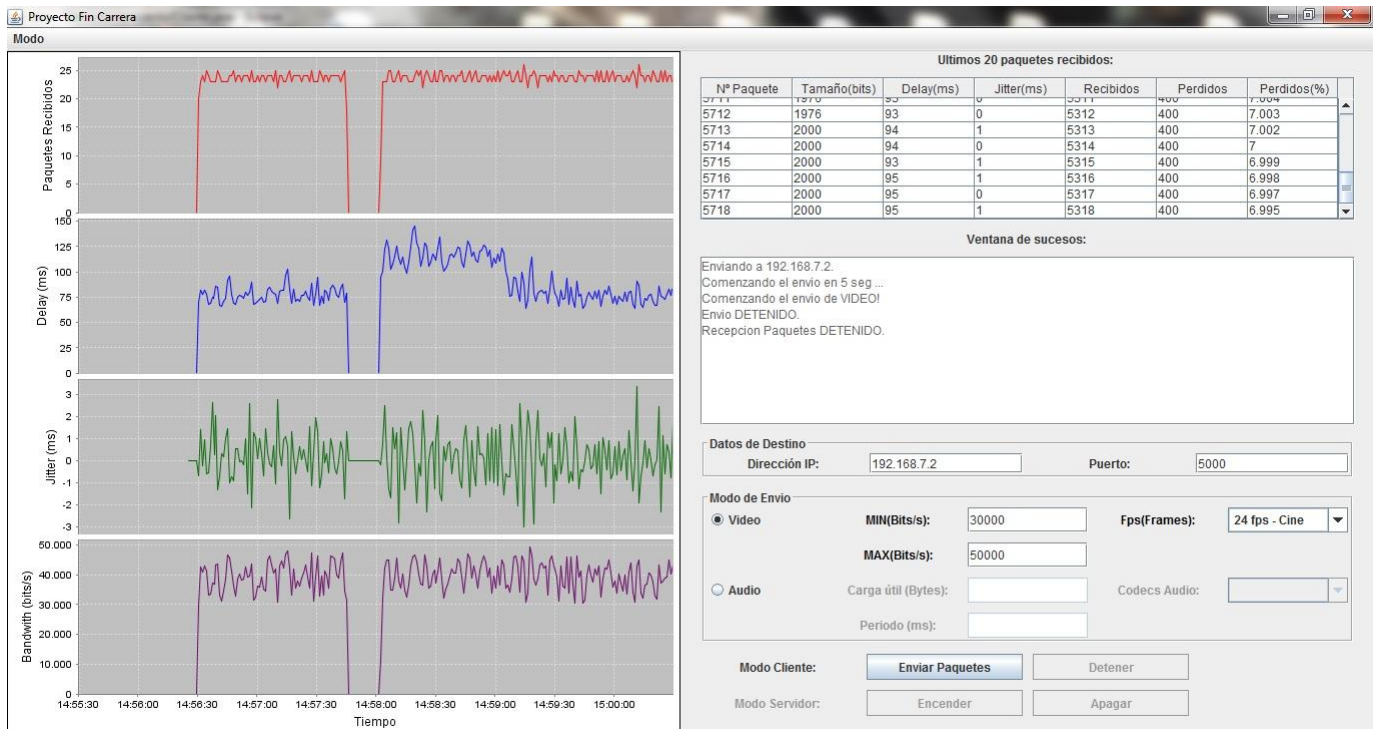 Proyecto Fin Carrera
Modo
Paquetes Recibidos
25
20
15
10
5
0
Delay (ms)
150
125
100
75
50
25
0
Jitter (ms)
3
2
1
0
-1
-2
-3
Bandwith (bits/s)
50.000
40.000
30.000
20.000
10.000
0
14:55:30 14:56:00 14:56:30 14:57:00 14:57:30 14:58:00 14:58:30 14:59:00 14:59:30 15:00:00
Tiempo
Ultimos 20 paquetes recibidos:
Nº Paquete Tamaño(bits) Delay(ms) Jitter(ms) Recibidos Perdidos Perdidos(%)
5711 1976 93 0 5311 400 7.004
5712 1976 93 0 5312 400 7.003
5713 2000 94 1 5313 400 7.002
5714 2000 94 0 5314 400 7
5715 2000 93 1 5315 400 6.999
5716 2000 95 1 5316 400 6.998
5717 2000 95 0 5317 400 6.997
5718 2000 95 1 5318 400 6.995
Ventana de sucesos:
Enviando a 192.168.7.2.
Comenzando el envio en 5 seg ...
Comenzando el envio de VIDEO!
Envio DETENIDO.
Recepcion Paquetes DETENIDO.
Datos de Destino
Dirección IP: 192.168.7.2 Puerto: 5000
Modo de Envio
Video MIN(Bits/s): 30000 Fps(Frames): 24 fps - Cine
MAX(Bits/s): 50000
Audio Carga útil (Bytes): Codecs Audio:
Periodo (ms):
Modo Cliente: Enviar Paquetes Detener
Modo Servidor: Encender Apagar